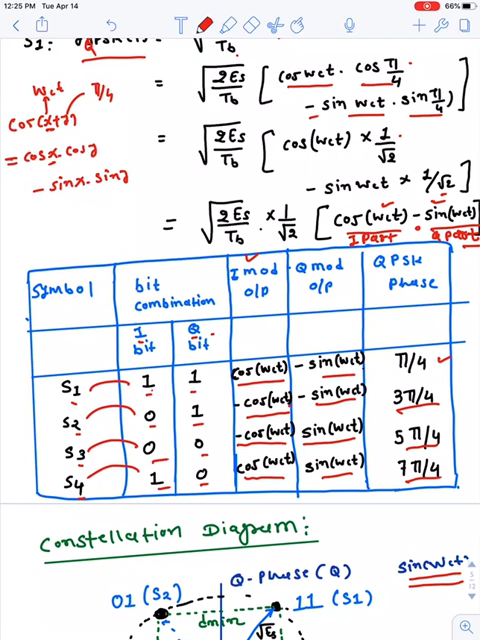 12:25 PM Tue Apr 14
66%
S1: QPSK(t) = √ Tb
wct
π/4
cos(x+y)
= cosx.cosy
- sinx.siny
= √2Es/Tb [ cos wct . cos π/4
- sin wct . sin π/4 ]
= √2Es/Tb [ cos(wct) × 1/√2
- sin wct × 1/√2 ]
= √2Es/Tb . × 1/√2 [ cos(wct) - sin(wct)
I part Q part
Symbol bit combination I mod O/P Q mod O/P QPSK Phase
I bit Q bit
S1 1 1 cos(wct) - sin(wct) π/4
S2 0 1 -cos(wct) - sin(wct) 3π/4
S3 0 0 -cos(wct) sin(wct) 5π/4
S4 1 0 cos(wct) sin(wct) 7π/4
Constellation Diagram:
sin(wct)
Q-Phase(Q)
01 (S2) 11 (S1)
dmin
√Es